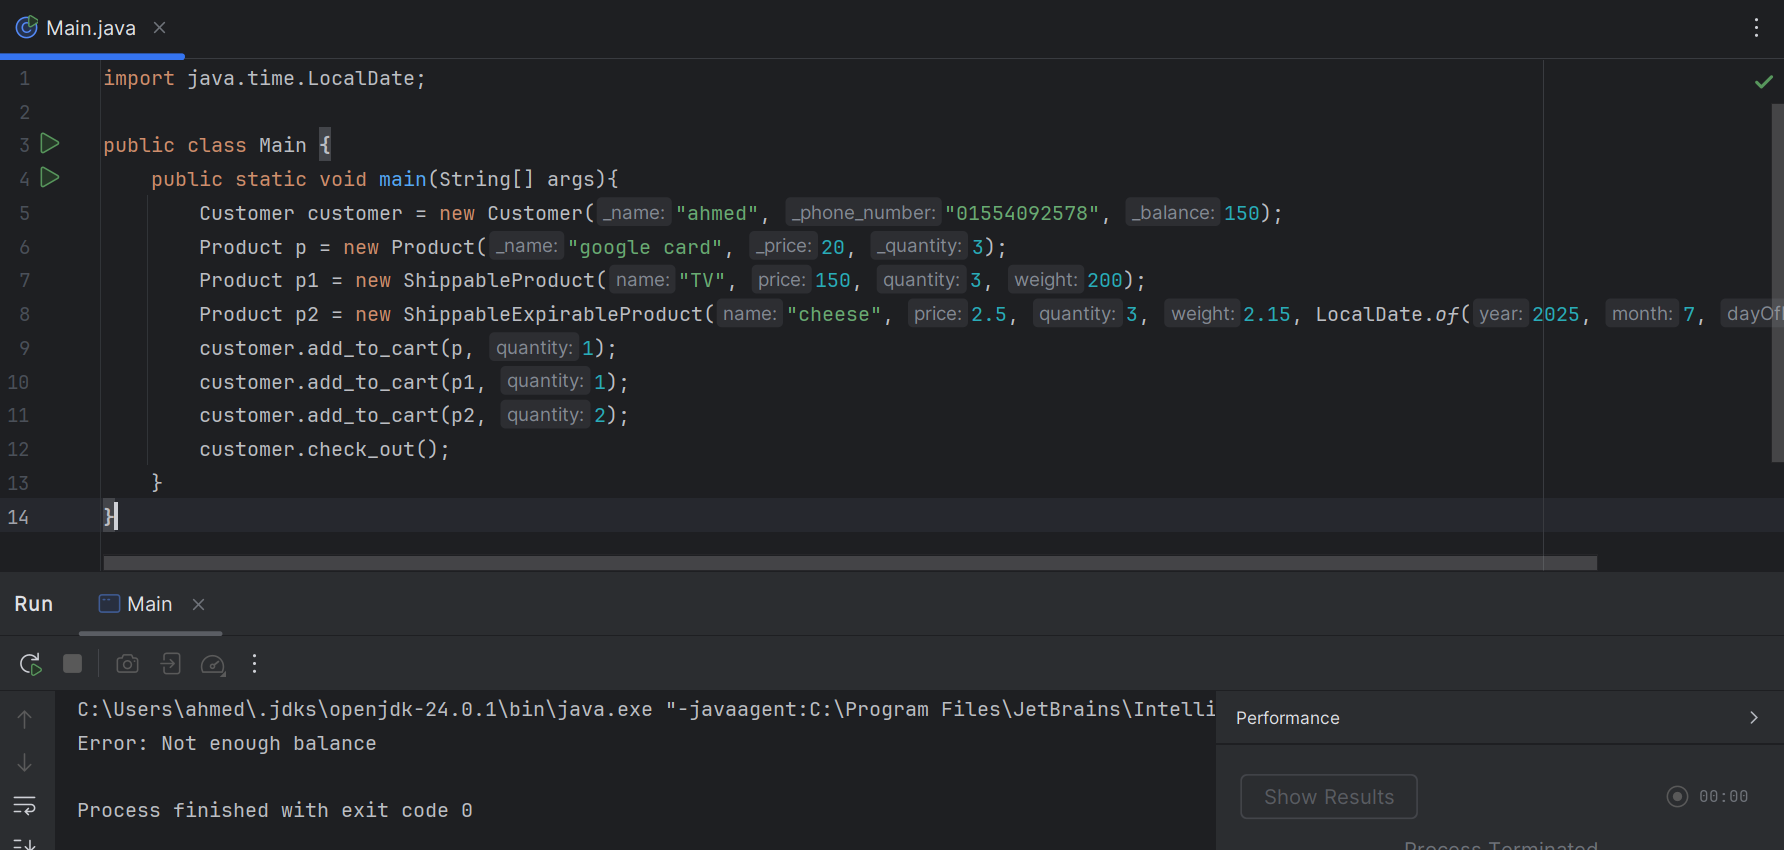 Main.java
1 import java.time.LocalDate;
2
3 public class Main {
4 public static void main(String[] args){
5 Customer customer = new Customer( _name: "ahmed", _phone_number: "01554092578", _balance: 150);
6 Product p = new Product( _name: "google card", _price: 20, _quantity: 3);
7 Product p1 = new ShippableProduct( name: "TV", price: 150, quantity: 3, weight: 200);
8 Product p2 = new ShippableExpirableProduct( name: "cheese", price: 2.5, quantity: 3, weight: 2.15, LocalDate.of( year: 2025, month: 7, dayOf
9 customer.add_to_cart(p, quantity: 1);
10 customer.add_to_cart(p1, quantity: 1);
11 customer.add_to_cart(p2, quantity: 2);
12 customer.check_out();
13 }
14 }
Run Main
C:\Users\ahmed\.jdks\openjdk-24.0.1\bin\java.exe "-javaagent:C:\Program Files\JetBrains\Intelli
Error: Not enough balance
Process finished with exit code 0
Performance
Show Results 00:00
Process Terminated